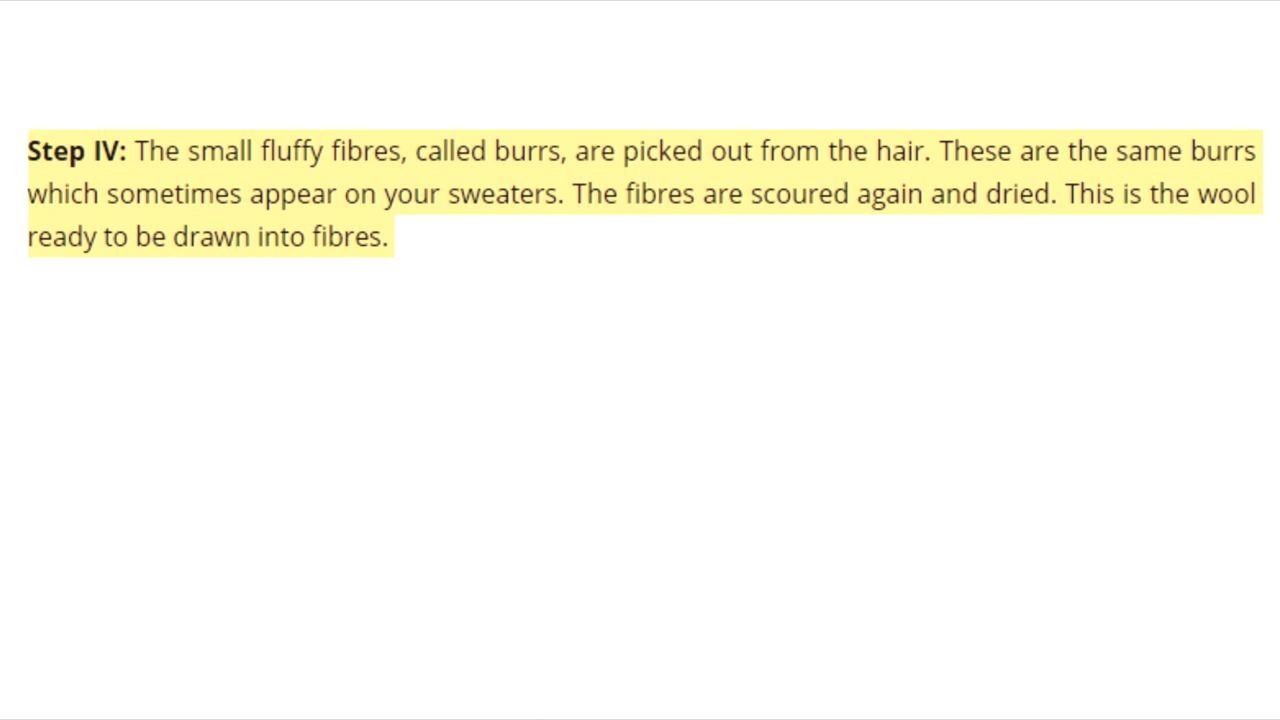 Step IV: The small fluffy fibres, called burrs, are picked out from the hair. These are the same burrs
which sometimes appear on your sweaters. The fibres are scoured again and dried. This is the wool
ready to be drawn into fibres.